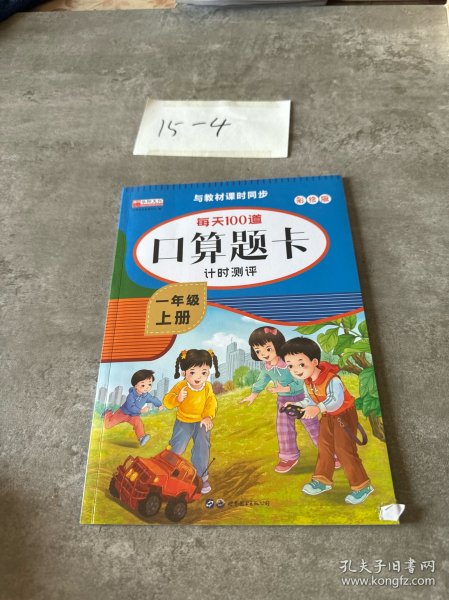 15-4
与教材课时同步
彩绘版
每天100道
口算题卡
计时测评
一年级
上册
孔夫子旧书网
www.kongfz.com